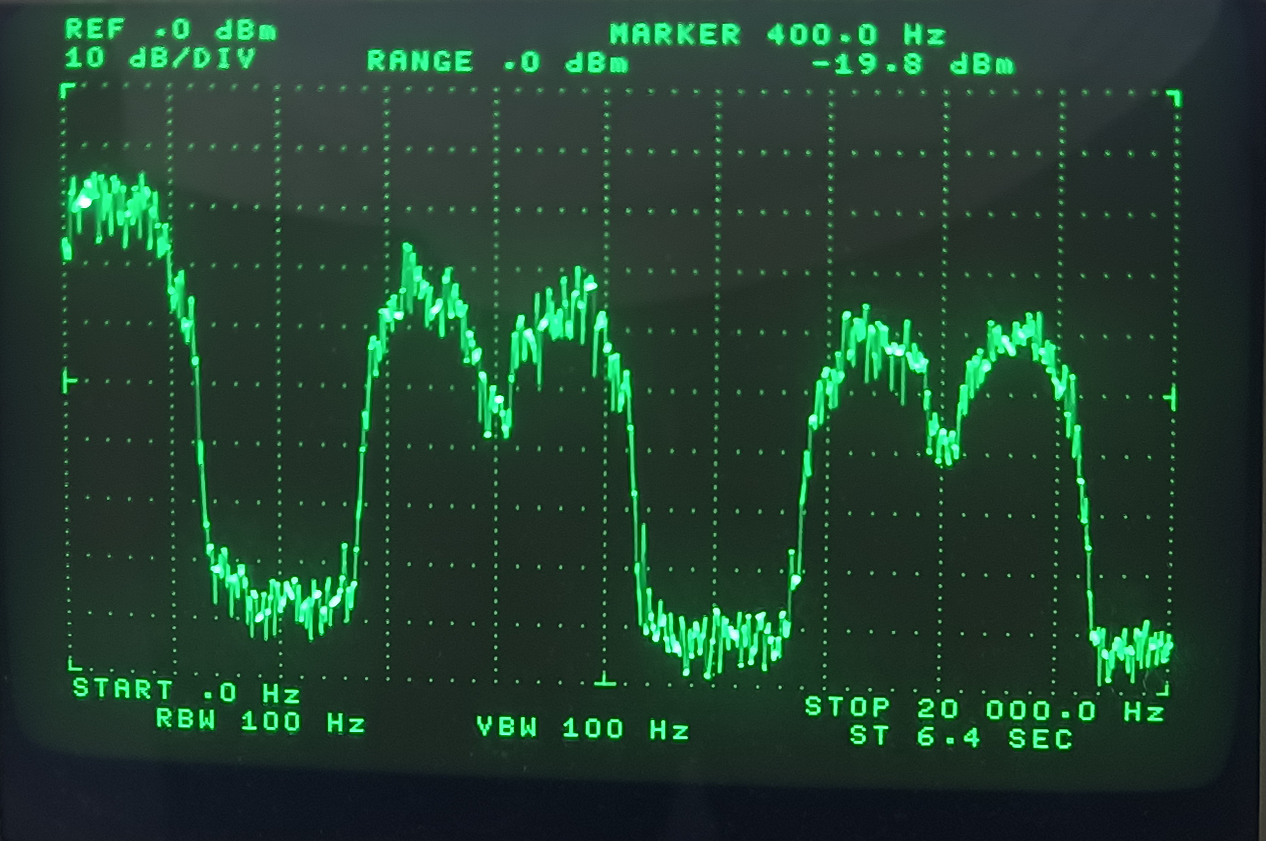 REF .0 dBm
MARKER 400.0 Hz
10 dB/DIV
RANGE .0 dBm
-19.8 dBm
START .0 Hz
STOP 20 000.0 Hz
RBW 100 Hz
VBW 100 Hz
ST 6.4 SEC